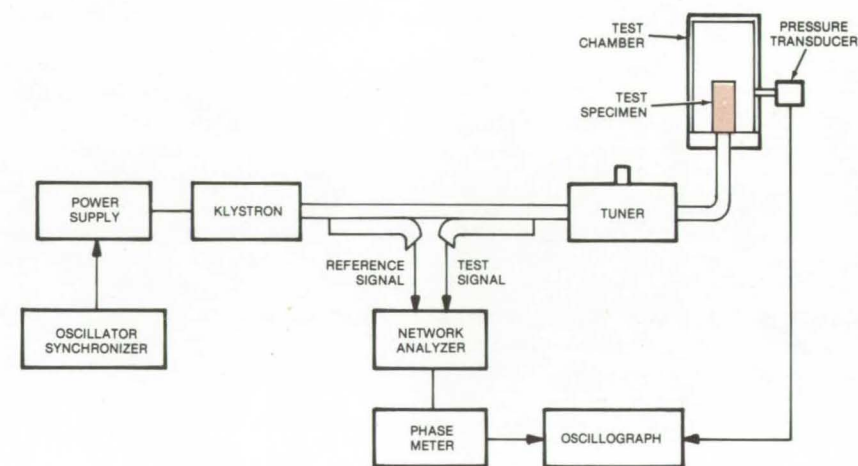 TEST
CHAMBER
PRESSURE
TRANSDUCER
TEST
SPECIMEN
POWER
SUPPLY
KLYSTRON
TUNER
REFERENCE
SIGNAL
TEST
SIGNAL
OSCILLATOR
SYNCHRONIZER
NETWORK
ANALYZER
PHASE
METER
OSCILLOGRAPH